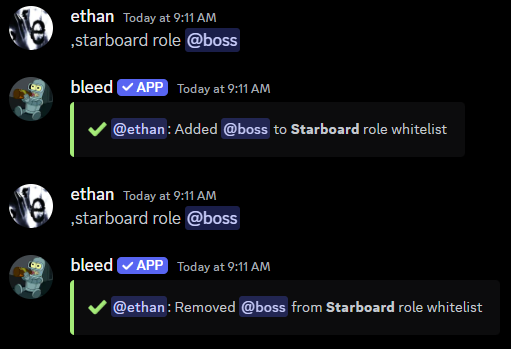 ethan Today at 9:11 AM
,starboard role @boss
bleed ✓ APP Today at 9:11 AM
@ethan: Added @boss to Starboard role whitelist
ethan Today at 9:11 AM
,starboard role @boss
bleed ✓ APP Today at 9:11 AM
@ethan: Removed @boss from Starboard role whitelist